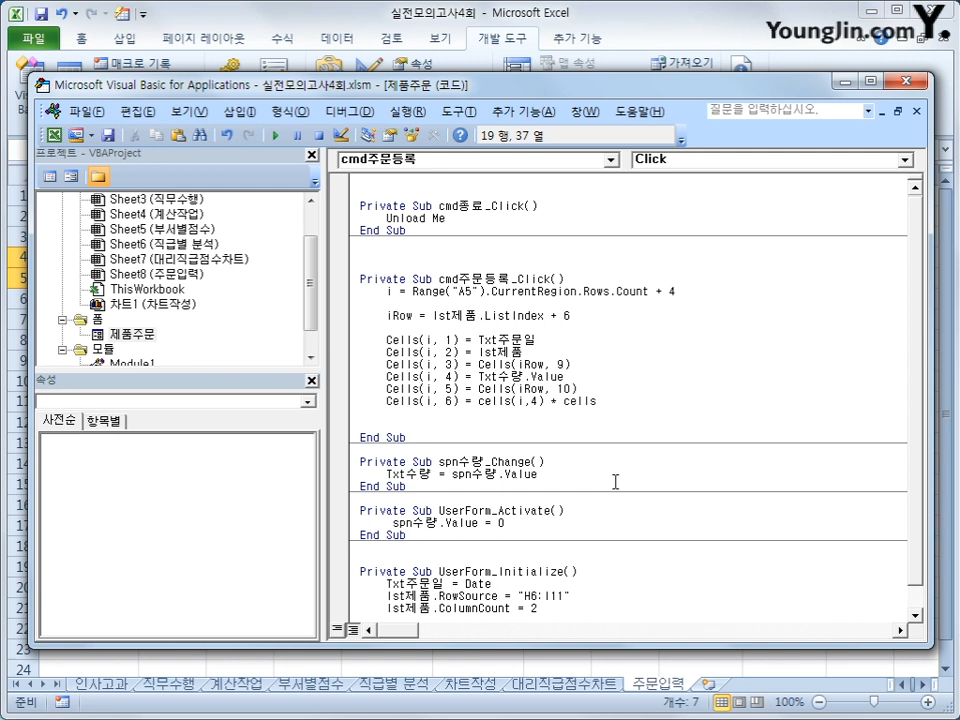 실전모의고사4회 - Microsoft Excel
Younglin.com Y.
파일 홈 삽입 페이지 레이아웃 수식 데이터 검토 보기 개발 도구 추가 기능
매크로 기록 속성 맵 속성 가져오기
Microsoft Visual Basic for Applications - 실전모의고사4회.xlsm - [제품주문 (코드)]
파일(F) 편집(E) 보기(V) 삽입(I) 형식(O) 디버그(D) 실행(R) 도구(T) 추가 기능(A) 창(W) 도움말(H) 질문을 입력하십시오.
19 행, 37 열
프로젝트 - VBAProject
Sheet3 (직무수행)
Sheet4 (계산작업)
Sheet5 (부서별점수)
Sheet6 (직급별 분석)
Sheet7 (대리직급점수차트)
Sheet8 (주문입력)
ThisWorkbook
차트1 (차트작성)
폼
제품주문
모듈
Module1
속성
사전순 항목별
cmd주문등록 Click
Private Sub cmd종료_Click()
Unload Me
End Sub
Private Sub cmd주문등록_Click()
i = Range("A5").CurrentRegion.Rows.Count + 4
iRow = lst제품.ListIndex + 6
Cells(i, 1) = Txt주문일
Cells(i, 2) = lst제품
Cells(i, 3) = Cells(iRow, 9)
Cells(i, 4) = Txt수량.Value
Cells(i, 5) = Cells(iRow, 10)
Cells(i, 6) = cells(i,4) * cells
End Sub
Private Sub spn수량_Change()
Txt수량 = spn수량.Value
End Sub
Private Sub UserForm_Activate()
spn수량.Value = 0
End Sub
Private Sub UserForm_Initialize()
Txt주문일 = Date
lst제품.RowSource = "H6:I11"
lst제품.ColumnCount = 2
23
24
인사고과 직무수행 계산작업 부서별점수 직급별 분석 차트작성 대리직급점수차트 주문입력
준비 개수: 7 100%